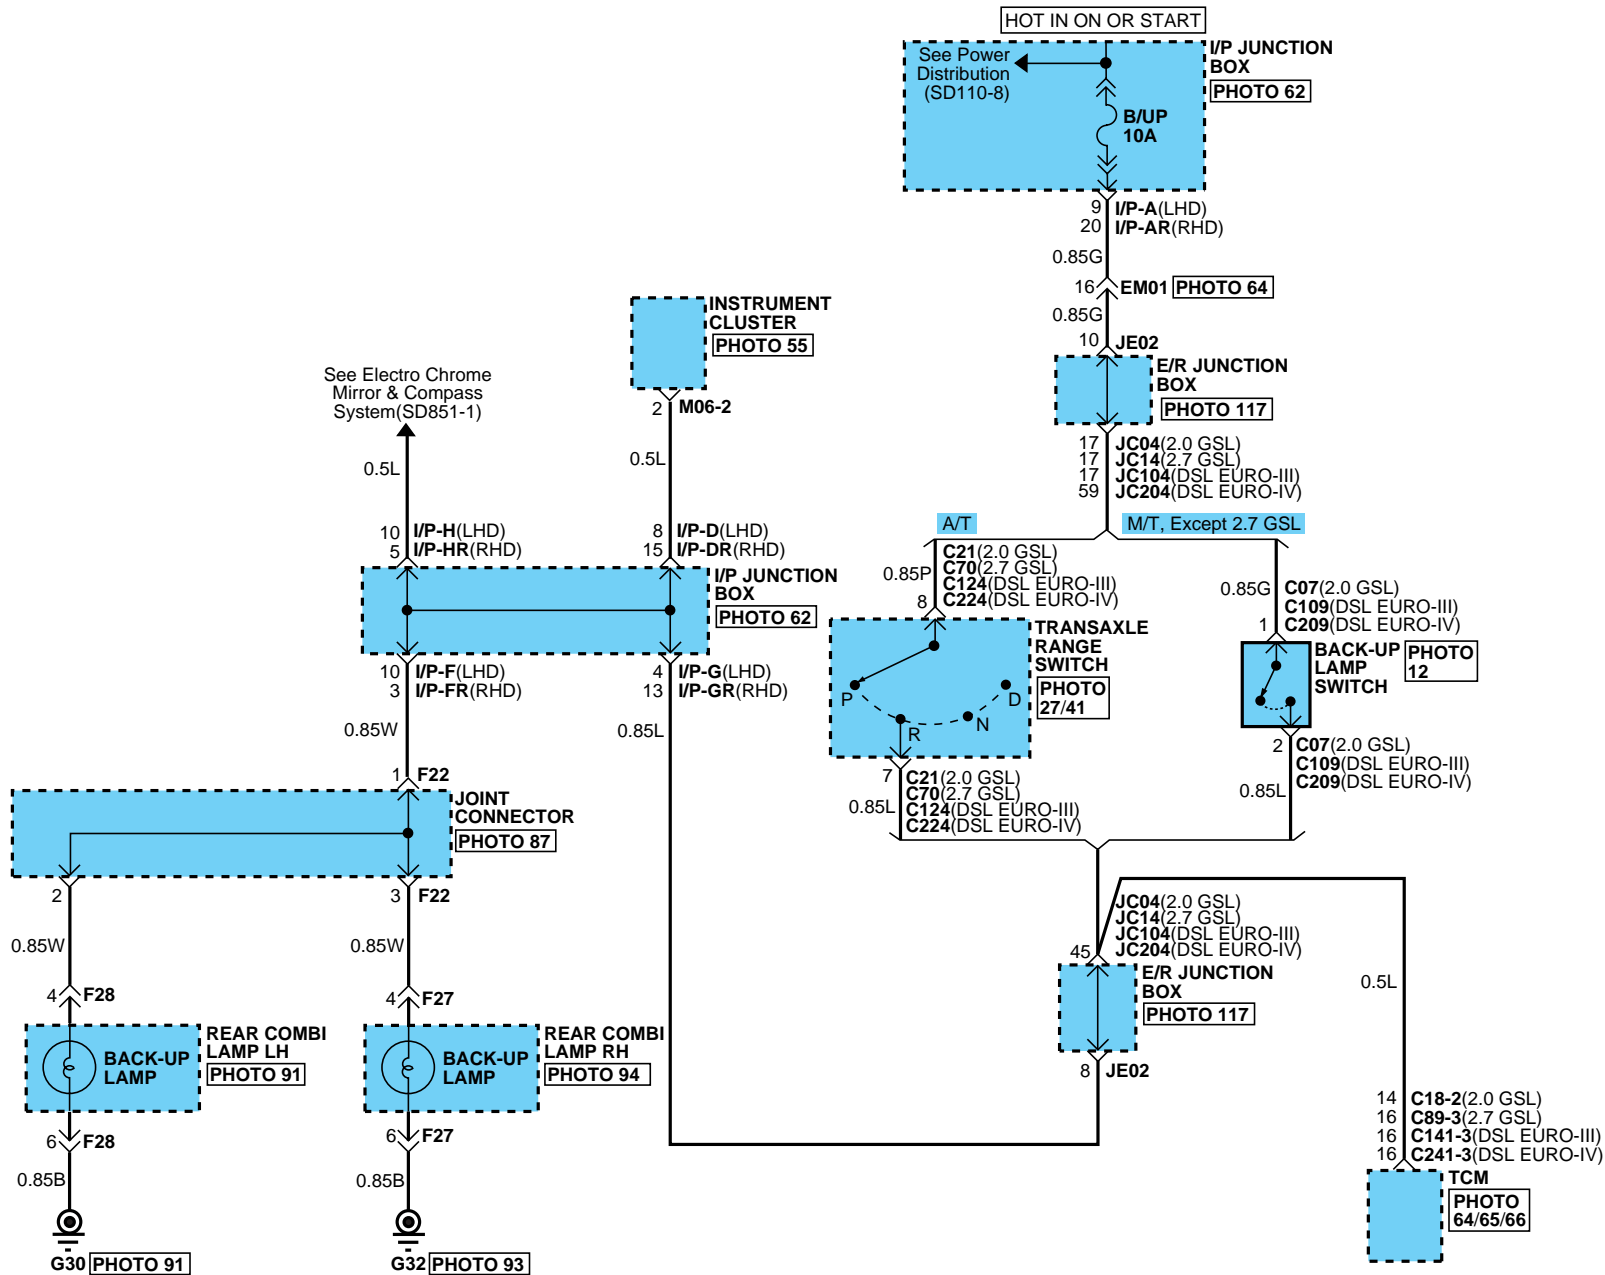 HOT IN ON OR START
See Power
Distribution
(SD110-8)
B/UP
10A
I/P JUNCTION
BOX
PHOTO 62
9 I/P-A(LHD)
20 I/P-AR(RHD)
0.85G
16 EM01 PHOTO 64
0.85G
10 JE02
E/R JUNCTION
BOX
PHOTO 117
17 JC04(2.0 GSL)
17 JC14(2.7 GSL)
17 JC104(DSL EURO-III)
59 JC204(DSL EURO-IV)
A/T
M/T, Except 2.7 GSL
0.85P
C21(2.0 GSL)
C70(2.7 GSL)
C124(DSL EURO-III)
8 C224(DSL EURO-IV)
TRANSAXLE
RANGE
SWITCH
PHOTO
27/41
P
R
N
D
7 C21(2.0 GSL)
C70(2.7 GSL)
C124(DSL EURO-III)
C224(DSL EURO-IV)
0.85L
0.85G
C07(2.0 GSL)
C109(DSL EURO-III)
1 C209(DSL EURO-IV)
BACK-UP
LAMP
SWITCH
PHOTO
12
2 C07(2.0 GSL)
C109(DSL EURO-III)
C209(DSL EURO-IV)
0.85L
JC04(2.0 GSL)
JC14(2.7 GSL)
JC104(DSL EURO-III)
45 JC204(DSL EURO-IV)
E/R JUNCTION
BOX
PHOTO 117
8 JE02
0.5L
14 C18-2(2.0 GSL)
16 C89-3(2.7 GSL)
16 C141-3(DSL EURO-III)
16 C241-3(DSL EURO-IV)
TCM
PHOTO
64/65/66
INSTRUMENT
CLUSTER
PHOTO 55
2 M06-2
0.5L
8 I/P-D(LHD)
15 I/P-DR(RHD)
See Electro Chrome
Mirror & Compass
System(SD851-1)
0.5L
10 I/P-H(LHD)
5 I/P-HR(RHD)
I/P JUNCTION
BOX
PHOTO 62
10 I/P-F(LHD)
3 I/P-FR(RHD)
4 I/P-G(LHD)
13 I/P-GR(RHD)
0.85W
0.85L
1 F22
JOINT
CONNECTOR
PHOTO 87
2
3 F22
0.85W
0.85W
4 F28
4 F27
BACK-UP
LAMP
REAR COMBI
LAMP LH
PHOTO 91
BACK-UP
LAMP
REAR COMBI
LAMP RH
PHOTO 94
6 F28
6 F27
0.85B
0.85B
G30 PHOTO 91
G32 PHOTO 93